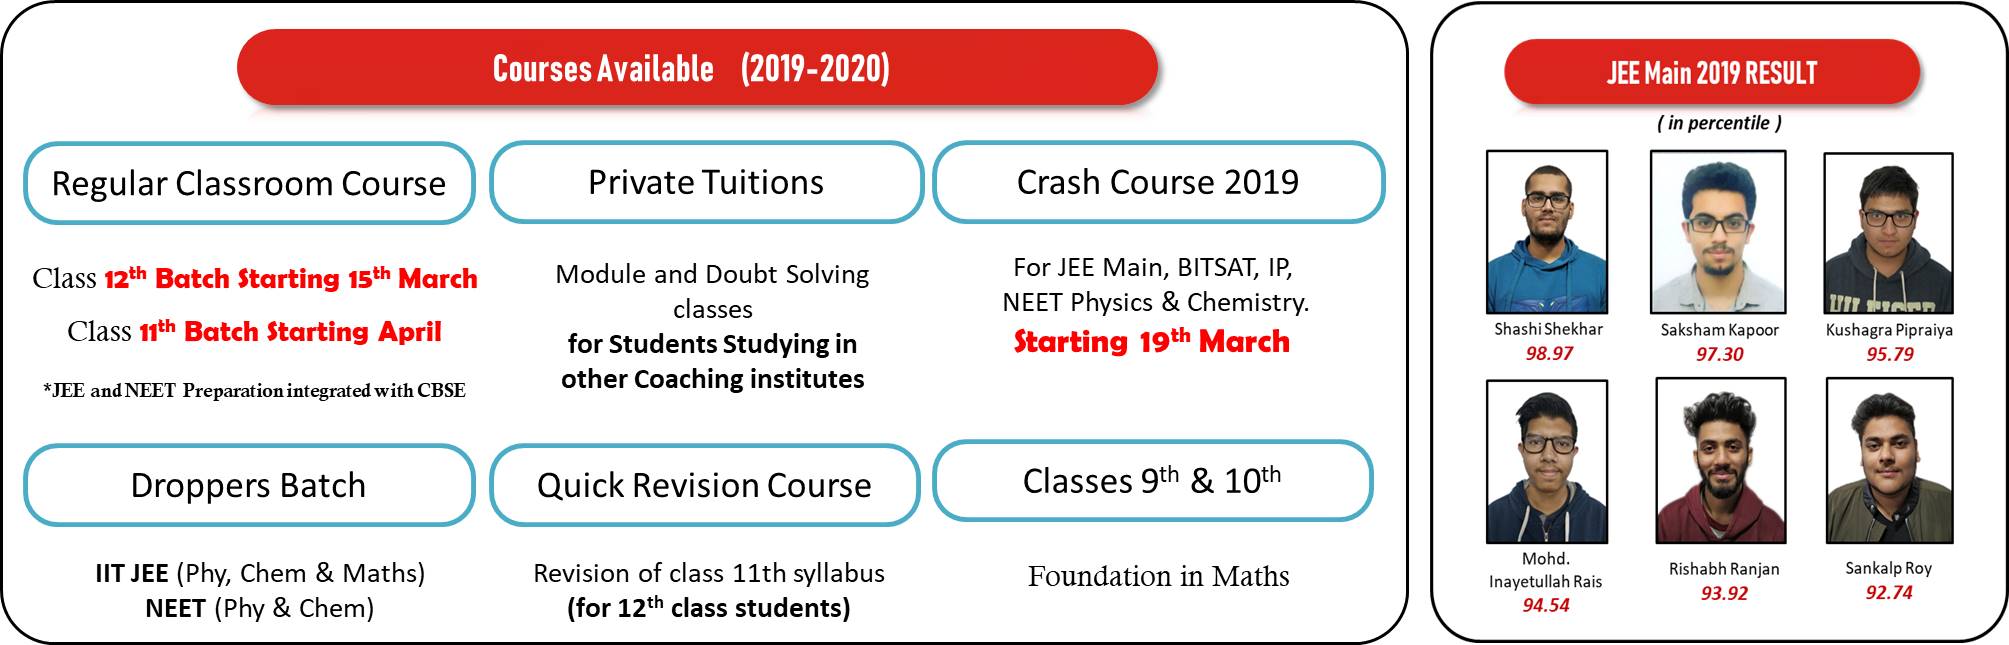 Courses Available (2019-2020)
Regular Classroom Course
Class 12th Batch Starting 15th March
Class 11th Batch Starting April
*JEE and NEET Preparation integrated with CBSE
Private Tuitions
Module and Doubt Solving
classes
for Students Studying in
other Coaching institutes
Crash Course 2019
For JEE Main, BITSAT, IP,
NEET Physics & Chemistry.
Starting 19th March
Droppers Batch
IIT JEE (Phy, Chem & Maths)
NEET (Phy & Chem)
Quick Revision Course
Revision of class 11th syllabus
(for 12th class students)
Classes 9th & 10th
Foundation in Maths
JEE Main 2019 RESULT
( in percentile )
Shashi Shekhar
98.97
Saksham Kapoor
97.30
Kushagra Pipraiya
95.79
Mohd.
Inayetullah Rais
94.54
Rishabh Ranjan
93.92
Sankalp Roy
92.74